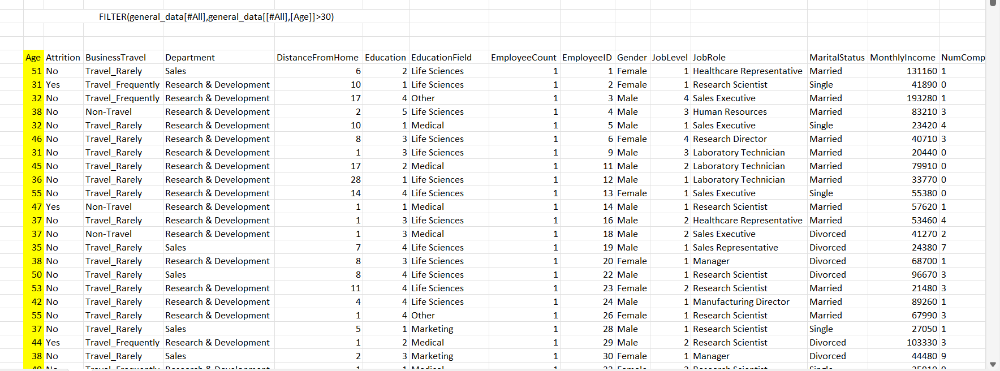 FILTER(general_data[#All],general_data[[#All],[Age]]>30)
Age Attrition BusinessTravel Department DistanceFromHome Education EducationField EmployeeCount EmployeeID Gender JobLevel JobRole MaritalStatus MonthlyIncome NumComp
51 No Travel_Rarely Sales 6 2 Life Sciences 1 1 Female 1 Healthcare Representative Married 131160 1
31 Yes Travel_Frequently Research & Development 10 1 Life Sciences 1 2 Female 1 Research Scientist Single 41890 0
32 No Travel_Frequently Research & Development 17 4 Other 1 3 Male 4 Sales Executive Married 193280 1
38 No Non-Travel Research & Development 2 5 Life Sciences 1 4 Male 3 Human Resources Married 83210 3
32 No Travel_Rarely Research & Development 10 1 Medical 1 5 Male 1 Sales Executive Single 23420 4
46 No Travel_Rarely Research & Development 8 3 Life Sciences 1 6 Female 4 Research Director Married 40710 3
31 No Travel_Rarely Research & Development 1 3 Life Sciences 1 9 Male 3 Laboratory Technician Married 20440 0
45 No Travel_Rarely Research & Development 17 2 Medical 1 11 Male 2 Laboratory Technician Married 79910 0
36 No Travel_Rarely Research & Development 28 1 Life Sciences 1 12 Male 1 Laboratory Technician Married 33770 0
55 No Travel_Rarely Research & Development 14 4 Life Sciences 1 13 Female 1 Sales Executive Single 55380 0
47 Yes Non-Travel Research & Development 1 1 Medical 1 14 Male 1 Research Scientist Married 57620 1
37 No Travel_Rarely Research & Development 1 3 Life Sciences 1 16 Male 2 Healthcare Representative Married 53460 4
37 No Non-Travel Research & Development 1 3 Medical 1 18 Male 2 Sales Executive Divorced 41270 2
35 No Travel_Rarely Sales 7 4 Life Sciences 1 19 Male 1 Sales Representative Divorced 24380 7
38 No Travel_Rarely Research & Development 8 3 Life Sciences 1 20 Female 1 Manager Divorced 68700 1
50 No Travel_Rarely Sales 8 4 Life Sciences 1 22 Male 1 Research Scientist Divorced 96670 3
53 No Travel_Rarely Research & Development 11 4 Life Sciences 1 23 Female 2 Research Scientist Married 21480 3
42 No Travel_Rarely Research & Development 4 4 Life Sciences 1 24 Male 1 Manufacturing Director Married 89260 1
55 No Travel_Rarely Research & Development 1 4 Other 1 26 Female 1 Research Scientist Married 67990 3
37 No Travel_Rarely Sales 5 1 Marketing 1 28 Male 1 Research Scientist Single 27050 1
44 Yes Travel_Frequently Research & Development 1 2 Medical 1 29 Male 2 Research Scientist Divorced 103330 3
38 No Travel_Rarely Sales 2 3 Marketing 1 30 Female 1 Manager Divorced 44480 9